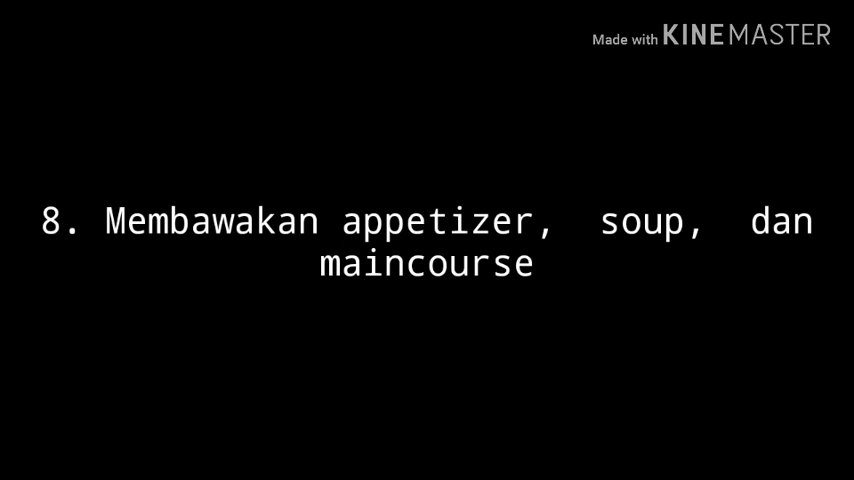 Made with KINEMASTER
8. Membawakan appetizer, soup, dan
maincourse